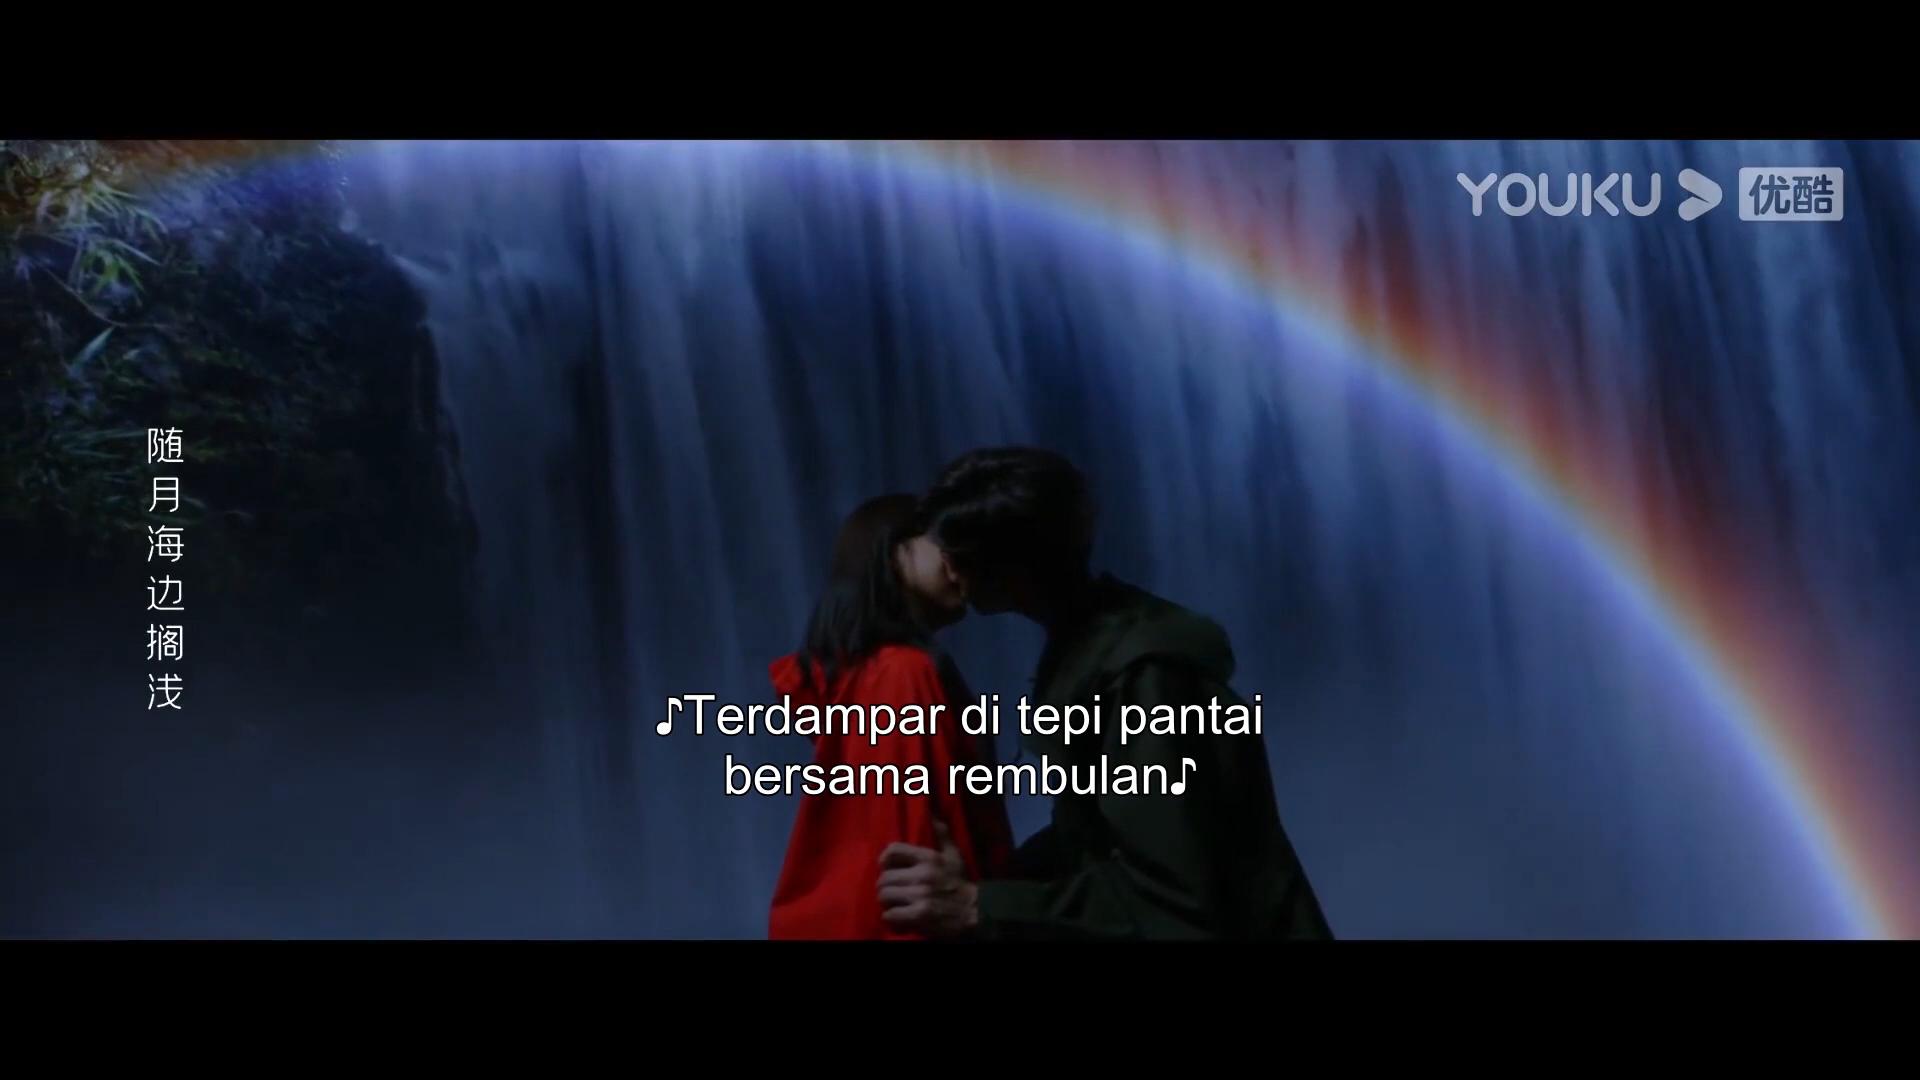 YOUKU 优酷
随月海边搁浅
♪Terdampar di tepi pantai
bersama rembulan♪